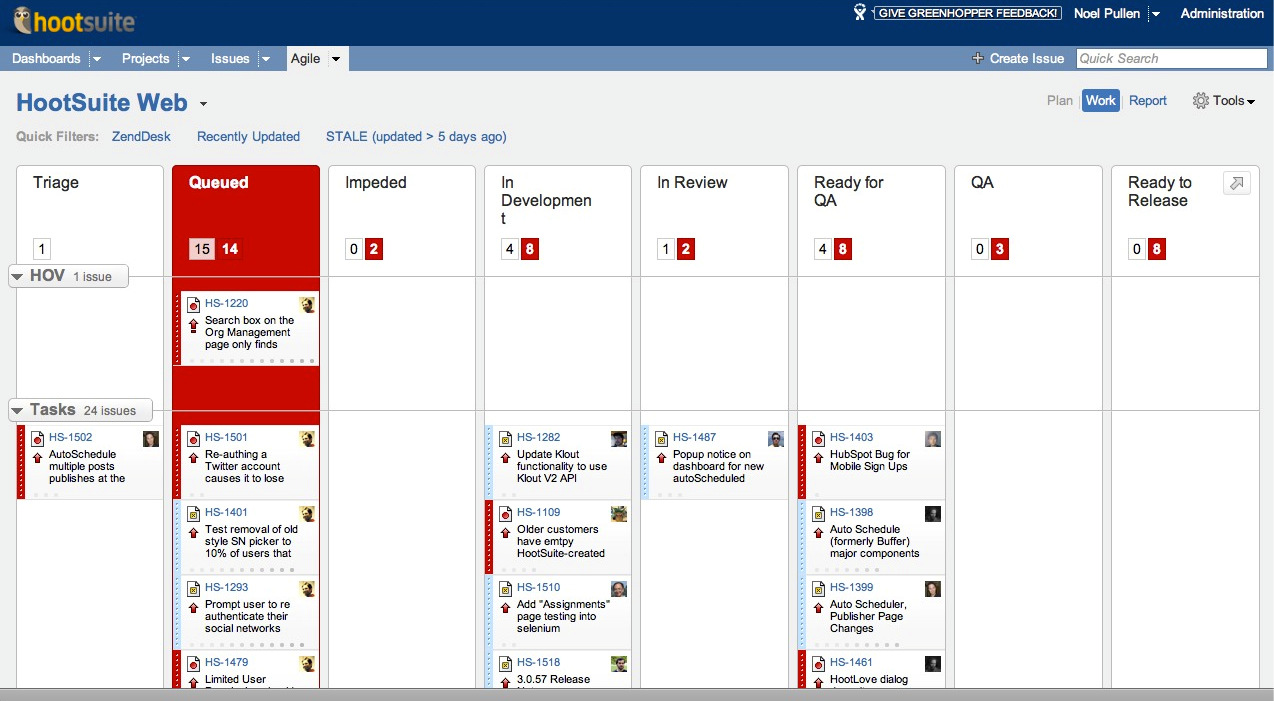 hootsuite
GIVE GREENHOPPER FEEDBACK!
Noel Pullen
Administration
Dashboards
Projects
Issues
Agile
Create Issue
Quick Search
HootSuite Web
Plan
Work
Report
Tools
Quick Filters:
ZendDesk
Recently Updated
STALE (updated > 5 days ago)
Triage
1
Queued
15 14
Impeded
0 2
In
Developmen
t
4 8
In Review
1 2
Ready for
QA
4 8
QA
0 3
Ready to
Release
0 8
HOV 1 issue
HS-1220
Search box on the
Org Management
page only finds
Tasks 24 issues
HS-1502
AutoSchedule
multiple posts
publishes at the
HS-1501
Re-authing a
Twitter account
causes it to lose
HS-1401
Test removal of old
style SN picker to
10% of users that
HS-1293
Prompt user to re
authenticate their
social networks
HS-1479
Limited User
HS-1282
Update Klout
functionality to use
Klout V2 API
HS-1109
Older customers
have emtpy
HootSuite-created
HS-1510
Add "Assignments"
page testing into
selenium
HS-1518
3.0.57 Release
HS-1487
Popup notice on
dashboard for new
autoScheduled
HS-1403
HubSpot Bug for
Mobile Sign Ups
HS-1398
Auto Schedule
(formerly Buffer)
major components
HS-1399
Auto Scheduler,
Publisher Page
Changes
HS-1461
HootLove dialog